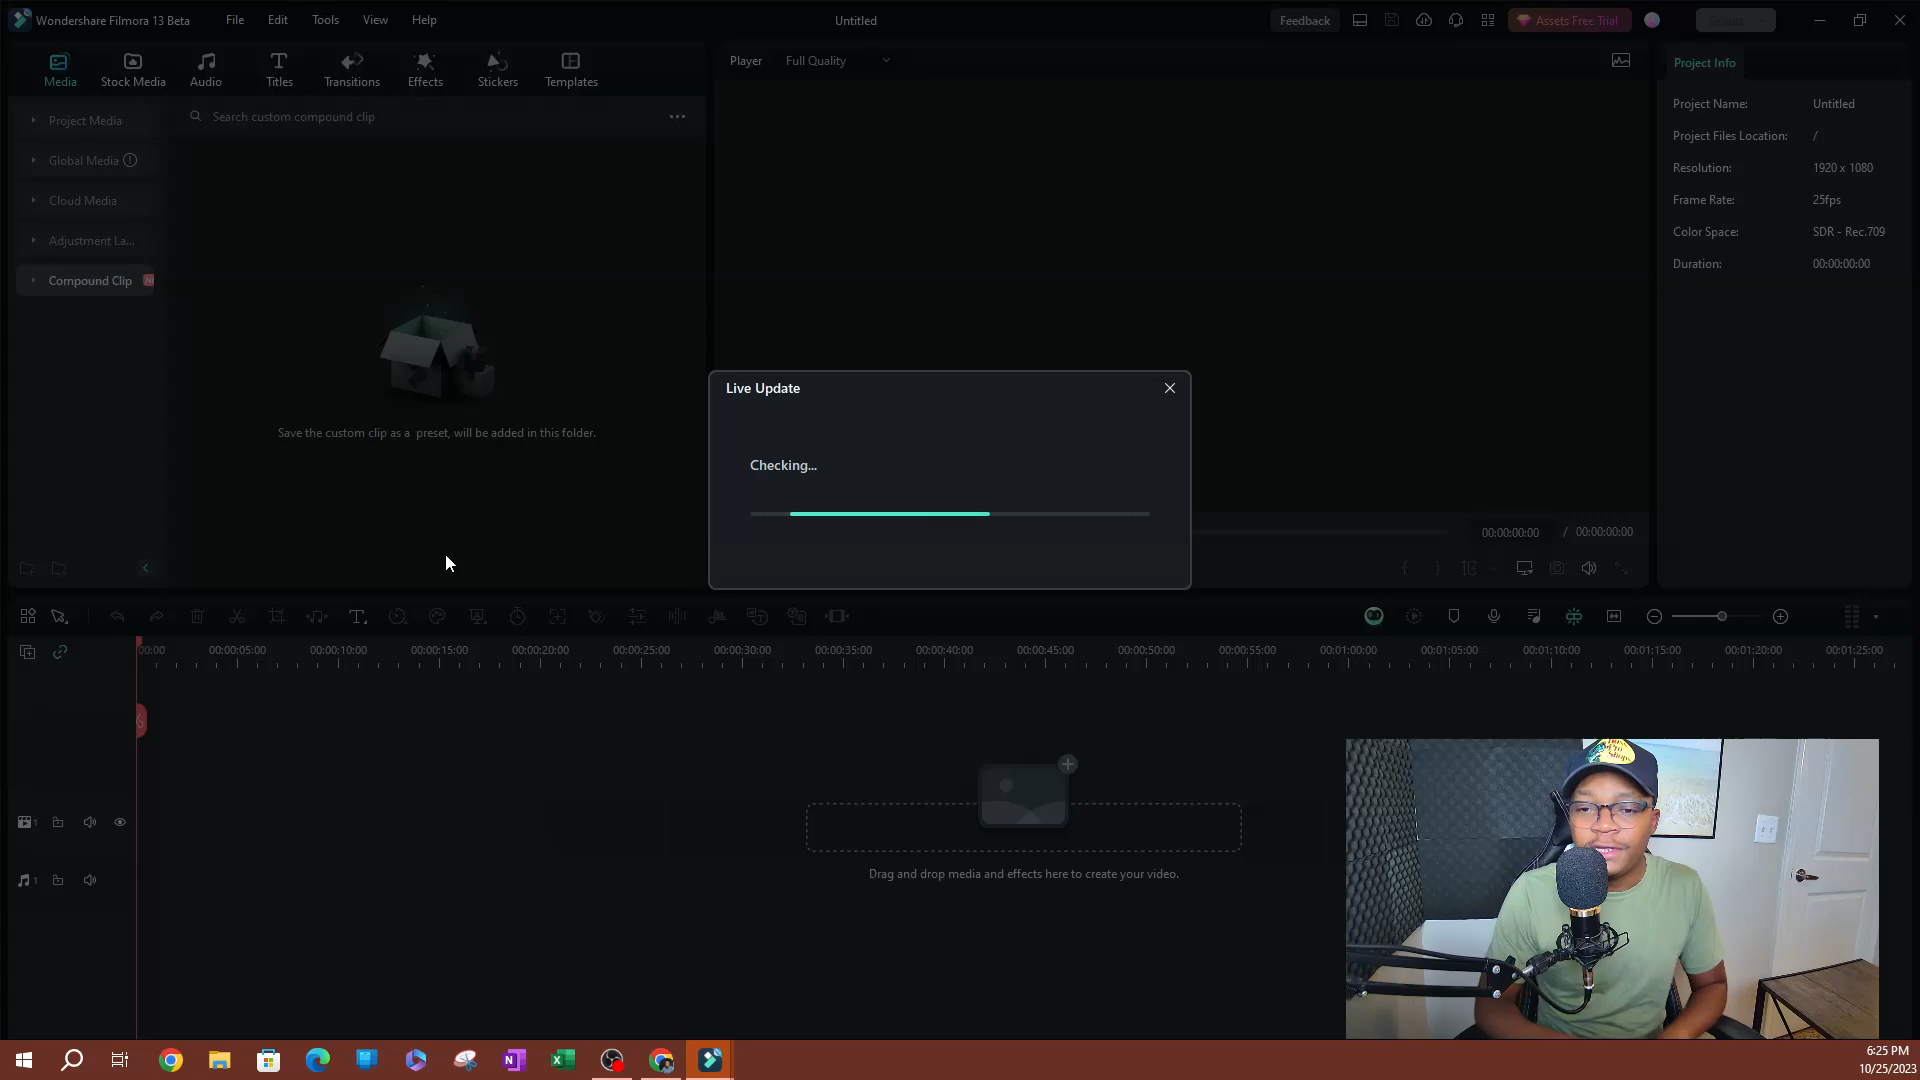 Wondershare Filmora 13 Beta
File Edit Tools View Help
Untitled
Feedback
Assets Free Trial
Media
Stock Media
Audio
Titles
Transitions
Effects
Stickers
Templates
Player Full Quality
Project Info
Project Media
Global Media
Cloud Media
Adjustment La...
Compound Clip
Search custom compound clip
Save the custom clip as a preset, will be added in this folder.
Project Name: Untitled
Project Files Location: /
Resolution: 1920 x 1080
Frame Rate: 25fps
Color Space: SDR - Rec.709
Duration: 00:00:00:00
Live Update
Checking...
00:00:00:00 / 00:00:00:00
00:00 00:00:05:00 00:00:10:00 00:00:15:00 00:00:20:00 00:00:25:00 00:00:30:00 00:00:35:00 00:00:40:00 00:00:45:00 00:00:50:00 00:00:55:00 00:01:00:00 00:01:05:00 00:01:10:00 00:01:15:00 00:01:20:00 00:01:25:00
1
Drag and drop media and effects here to create your video.
1
Bass
Pro
Shops
6:25 PM
10/25/2023